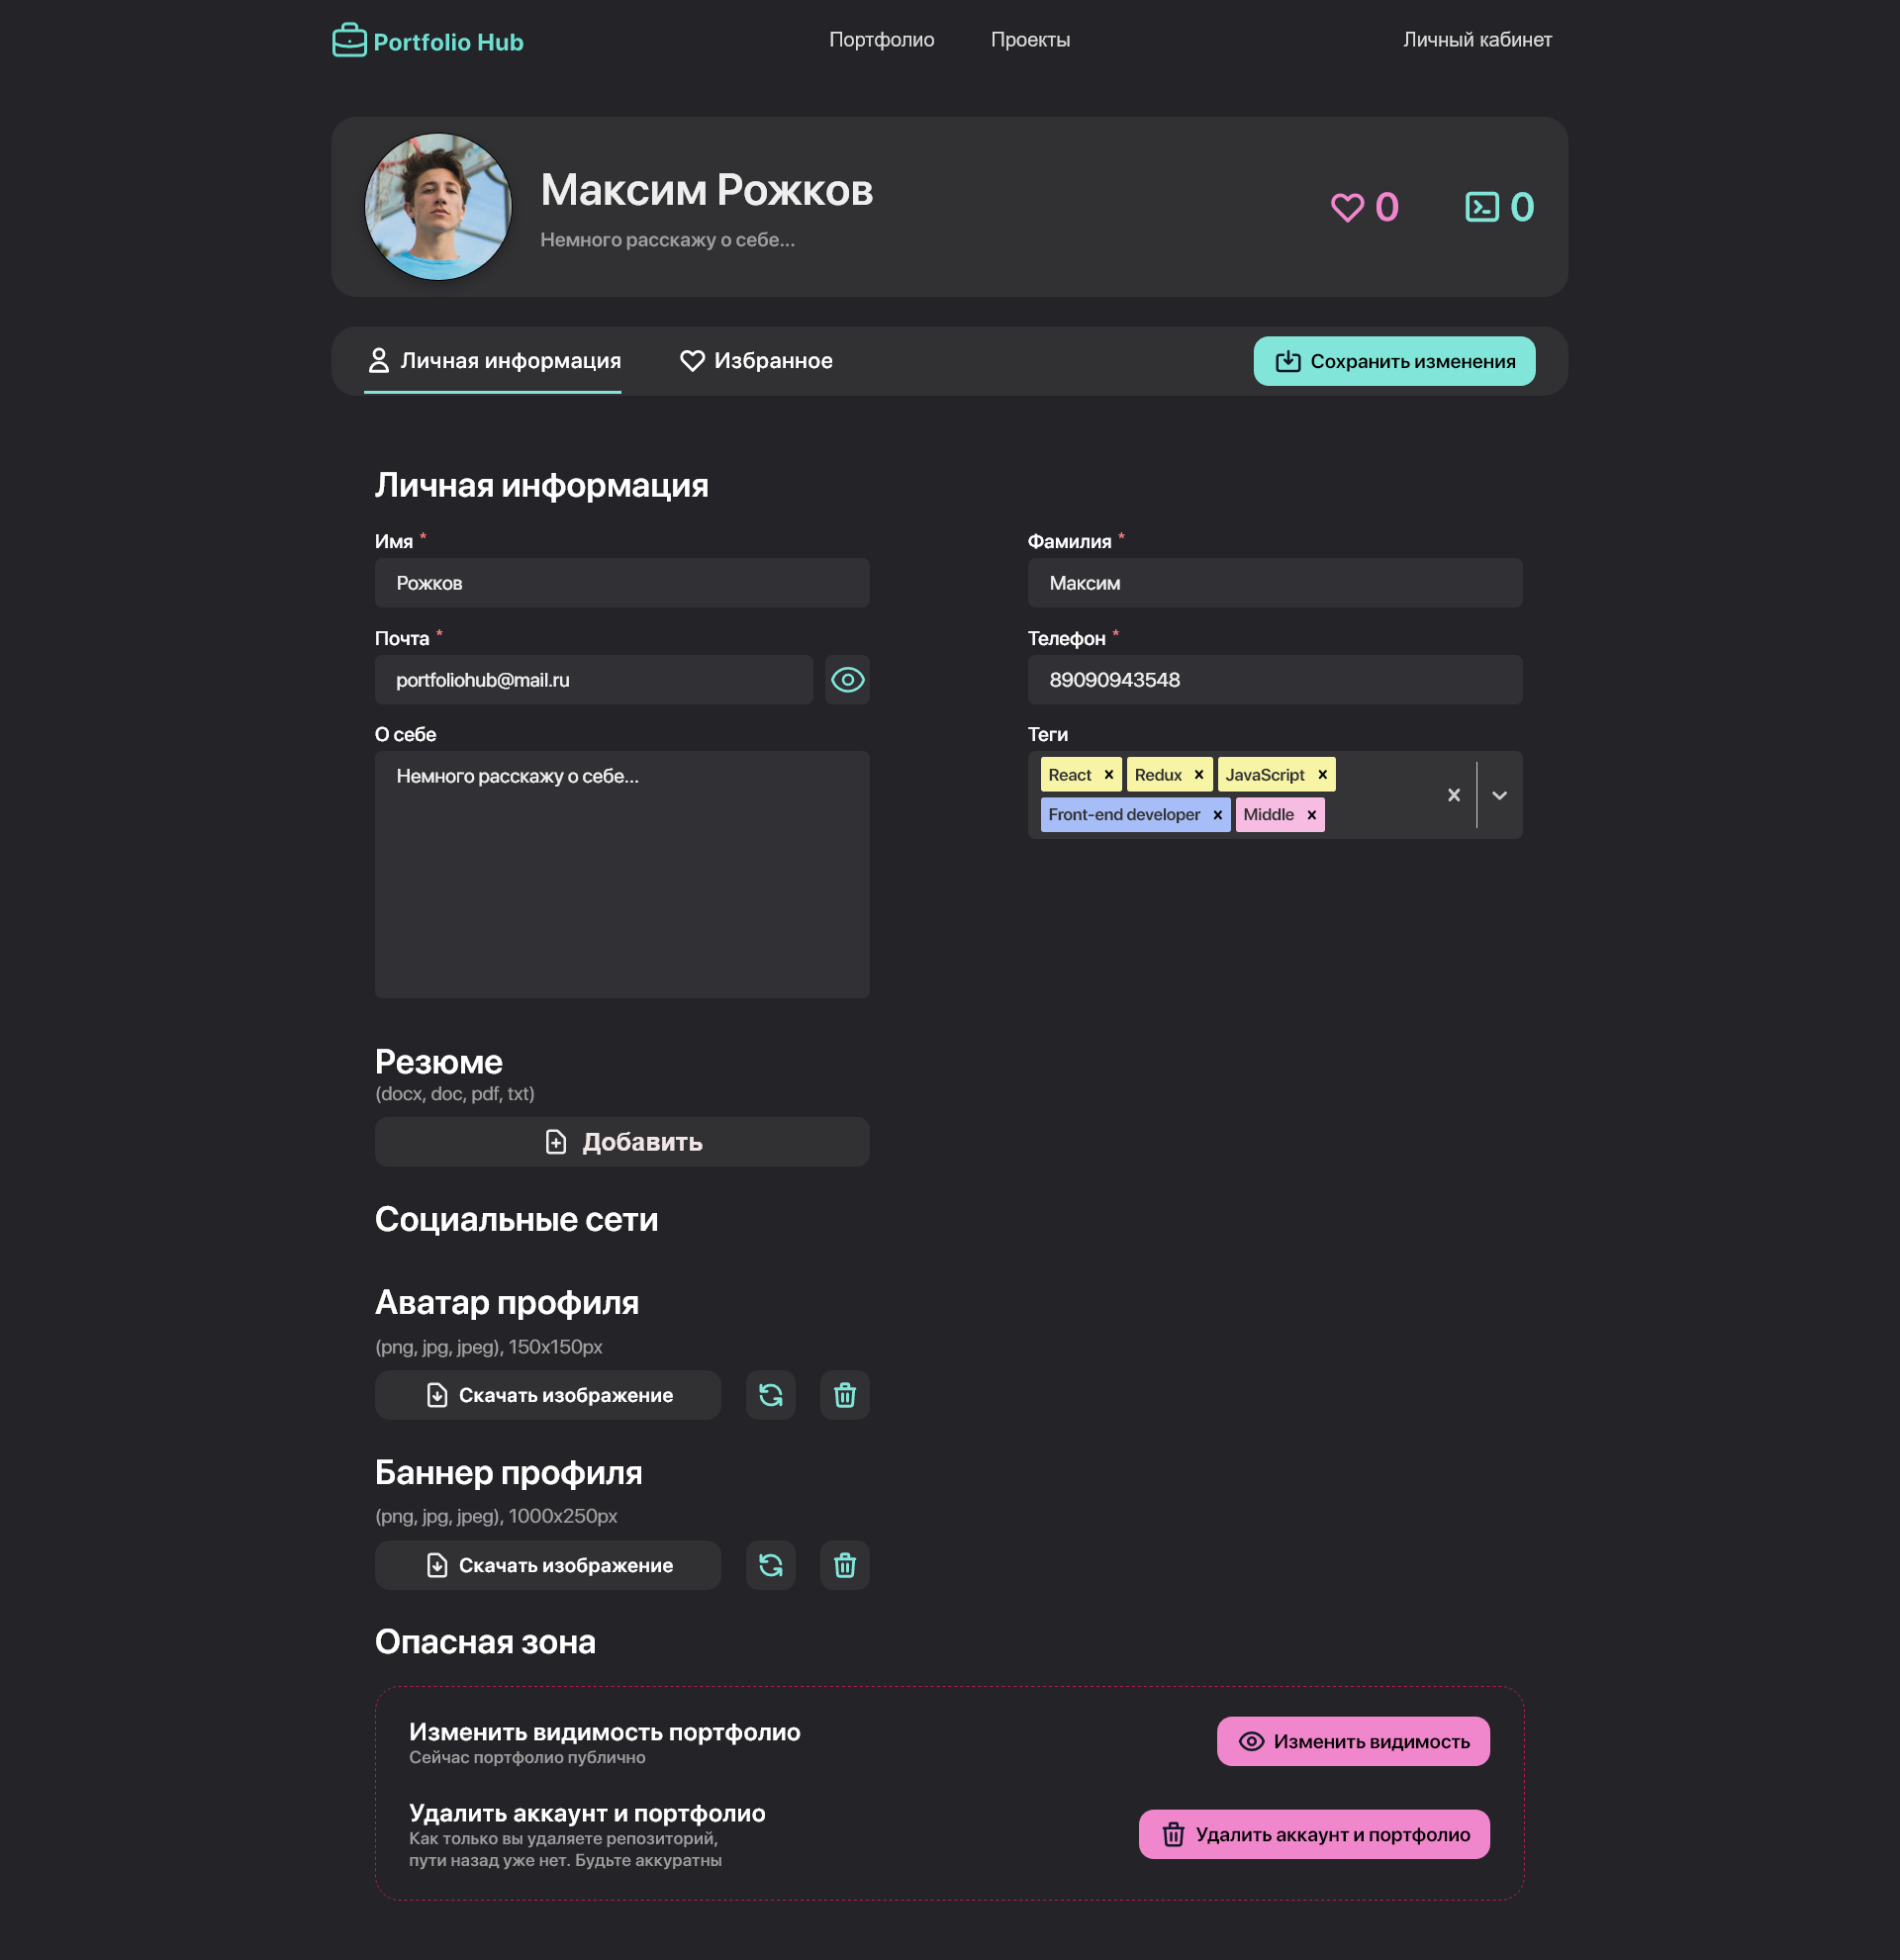 Portfolio Hub
Портфолио
Проекты
Личный кабинет
Максим Рожков
Немного расскажу о себе...
0
0
Личная информация
Избранное
Сохранить изменения
Личная информация
Имя *
Фамилия *
Рожков
Максим
Почта *
Телефон *
portfoliohub@mail.ru
89090943548
О себе
Теги
Немного расскажу о себе...
React
Redux
JavaScript
Front-end developer
Middle
Резюме
(docx, doc, pdf, txt)
Добавить
Социальные сети
Аватар профиля
(png, jpg, jpeg), 150x150px
Скачать изображение
Баннер профиля
(png, jpg, jpeg), 1000x250px
Скачать изображение
Опасная зона
Изменить видимость портфолио
Сейчас портфолио публично
Изменить видимость
Удалить аккаунт и портфолио
Как только вы удаляете репозиторий,
пути назад уже нет. Будьте аккуратны
Удалить аккаунт и портфолио